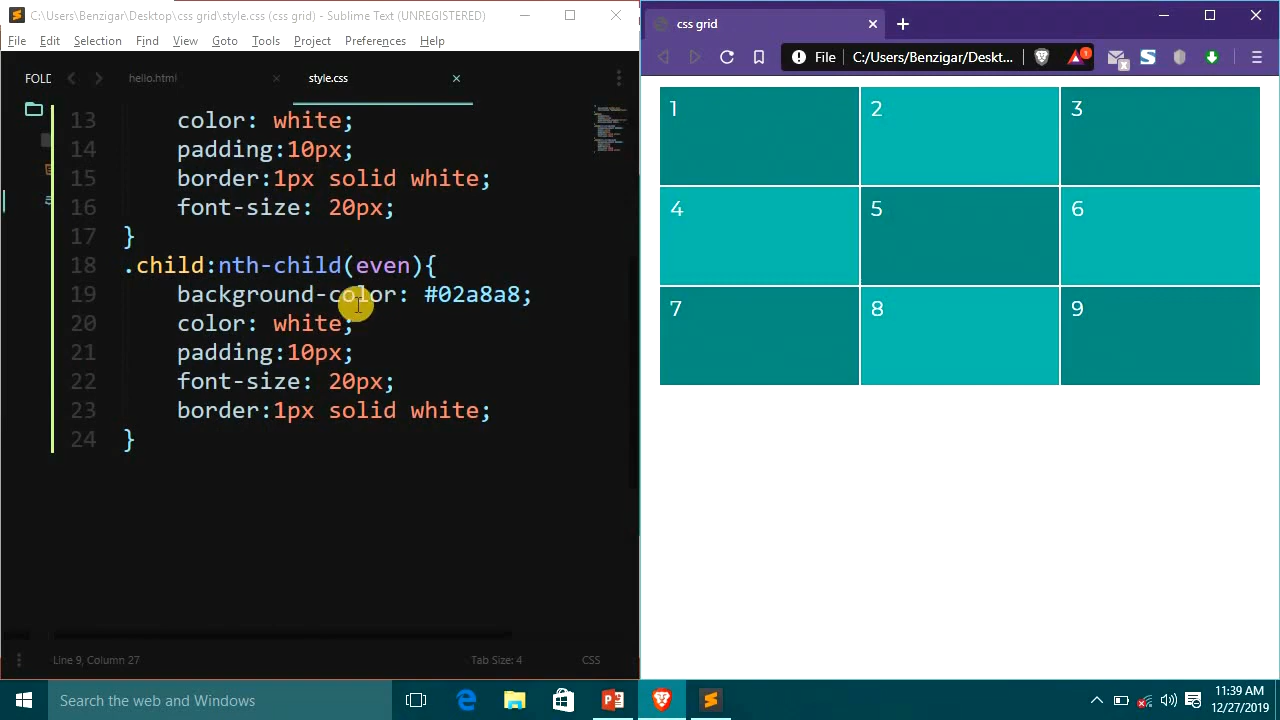 C:\Users\Benzigar\Desktop\css grid\style.css (css grid) - Sublime Text (UNREGISTERED)
File Edit Selection Find View Goto Tools Project Preferences Help
FOLD
hello.html
style.css
13 color: white;
14 padding:10px;
15 border:1px solid white;
16 font-size: 20px;
17 }
18 .child:nth-child(even){
19 background-color: #02a8a8;
20 color: white;
21 padding:10px;
22 font-size: 20px;
23 border:1px solid white;
24 }
Line 9, Column 27
Tab Size: 4
CSS
css grid
File C:/Users/Benzigar/Deskt...
1
1 2 3
4 5 6
7 8 9
Search the web and Windows
11:39 AM
12/27/2019